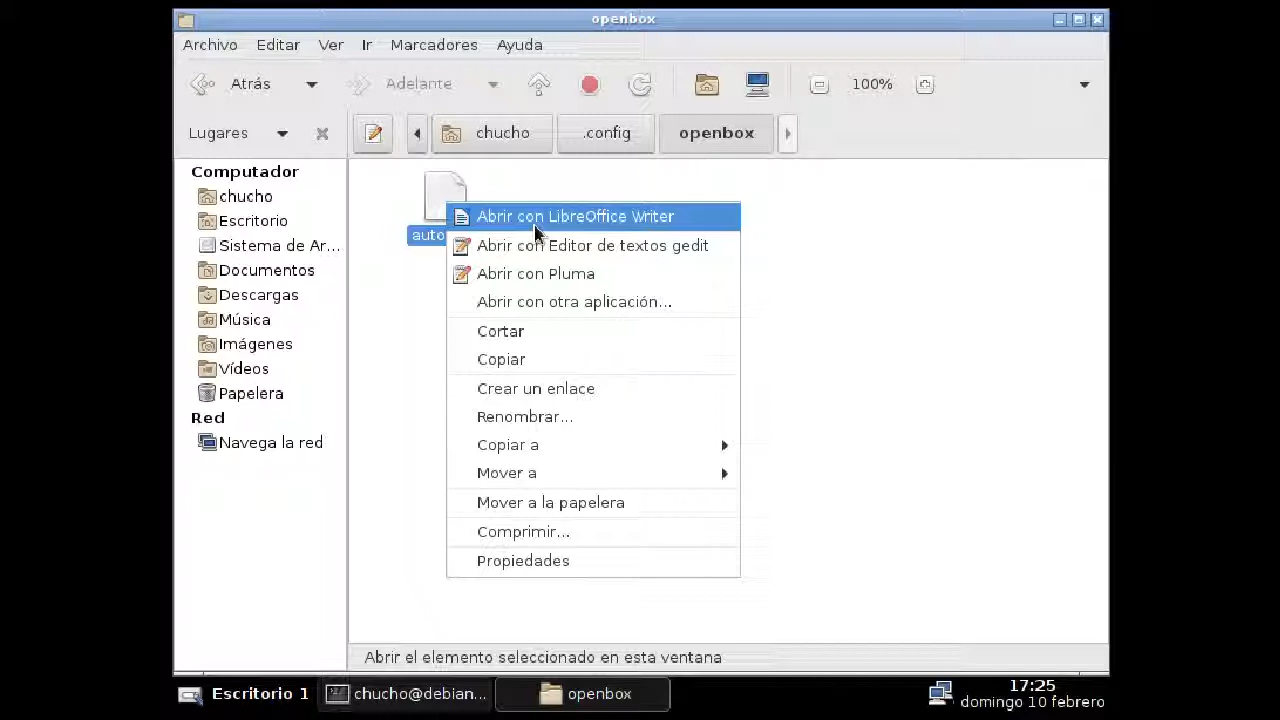 openbox
Archivo Editar Ver Ir Marcadores Ayuda
Atrás Adelante 100%
Lugares chucho .config openbox
Computador
chucho
Escritorio
Sistema de Ar...
Documentos
Descargas
Música
Imágenes
Vídeos
Papelera
Red
Navega la red
auto
Abrir con LibreOffice Writer
Abrir con Editor de textos gedit
Abrir con Pluma
Abrir con otra aplicación...
Cortar
Copiar
Crear un enlace
Renombrar...
Copiar a
Mover a
Mover a la papelera
Comprimir...
Propiedades
Abrir el elemento seleccionado en esta ventana
Escritorio 1 chucho@debian... openbox
17:25
domingo 10 febrero